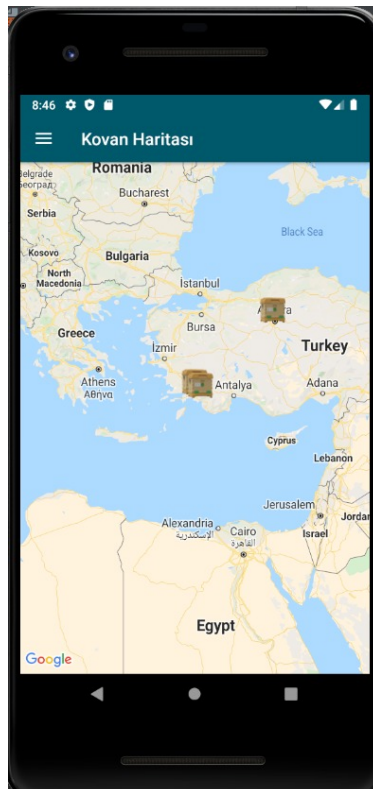 8:46
Kovan Haritası
Romania
Belgrade
Bucharest
Serbia
Black Sea
Kosovo
Bulgaria
North
Macedonia
İstanbul
Bursa
Greece
Turkey
İzmir
Athens
Αθήνα
Antalya
Adana
Cyprus
Lebanon
Jerusalem
Alexandria
الإسكندرية
Cairo
القاهرة
Israel
Jordan
Egypt
Google